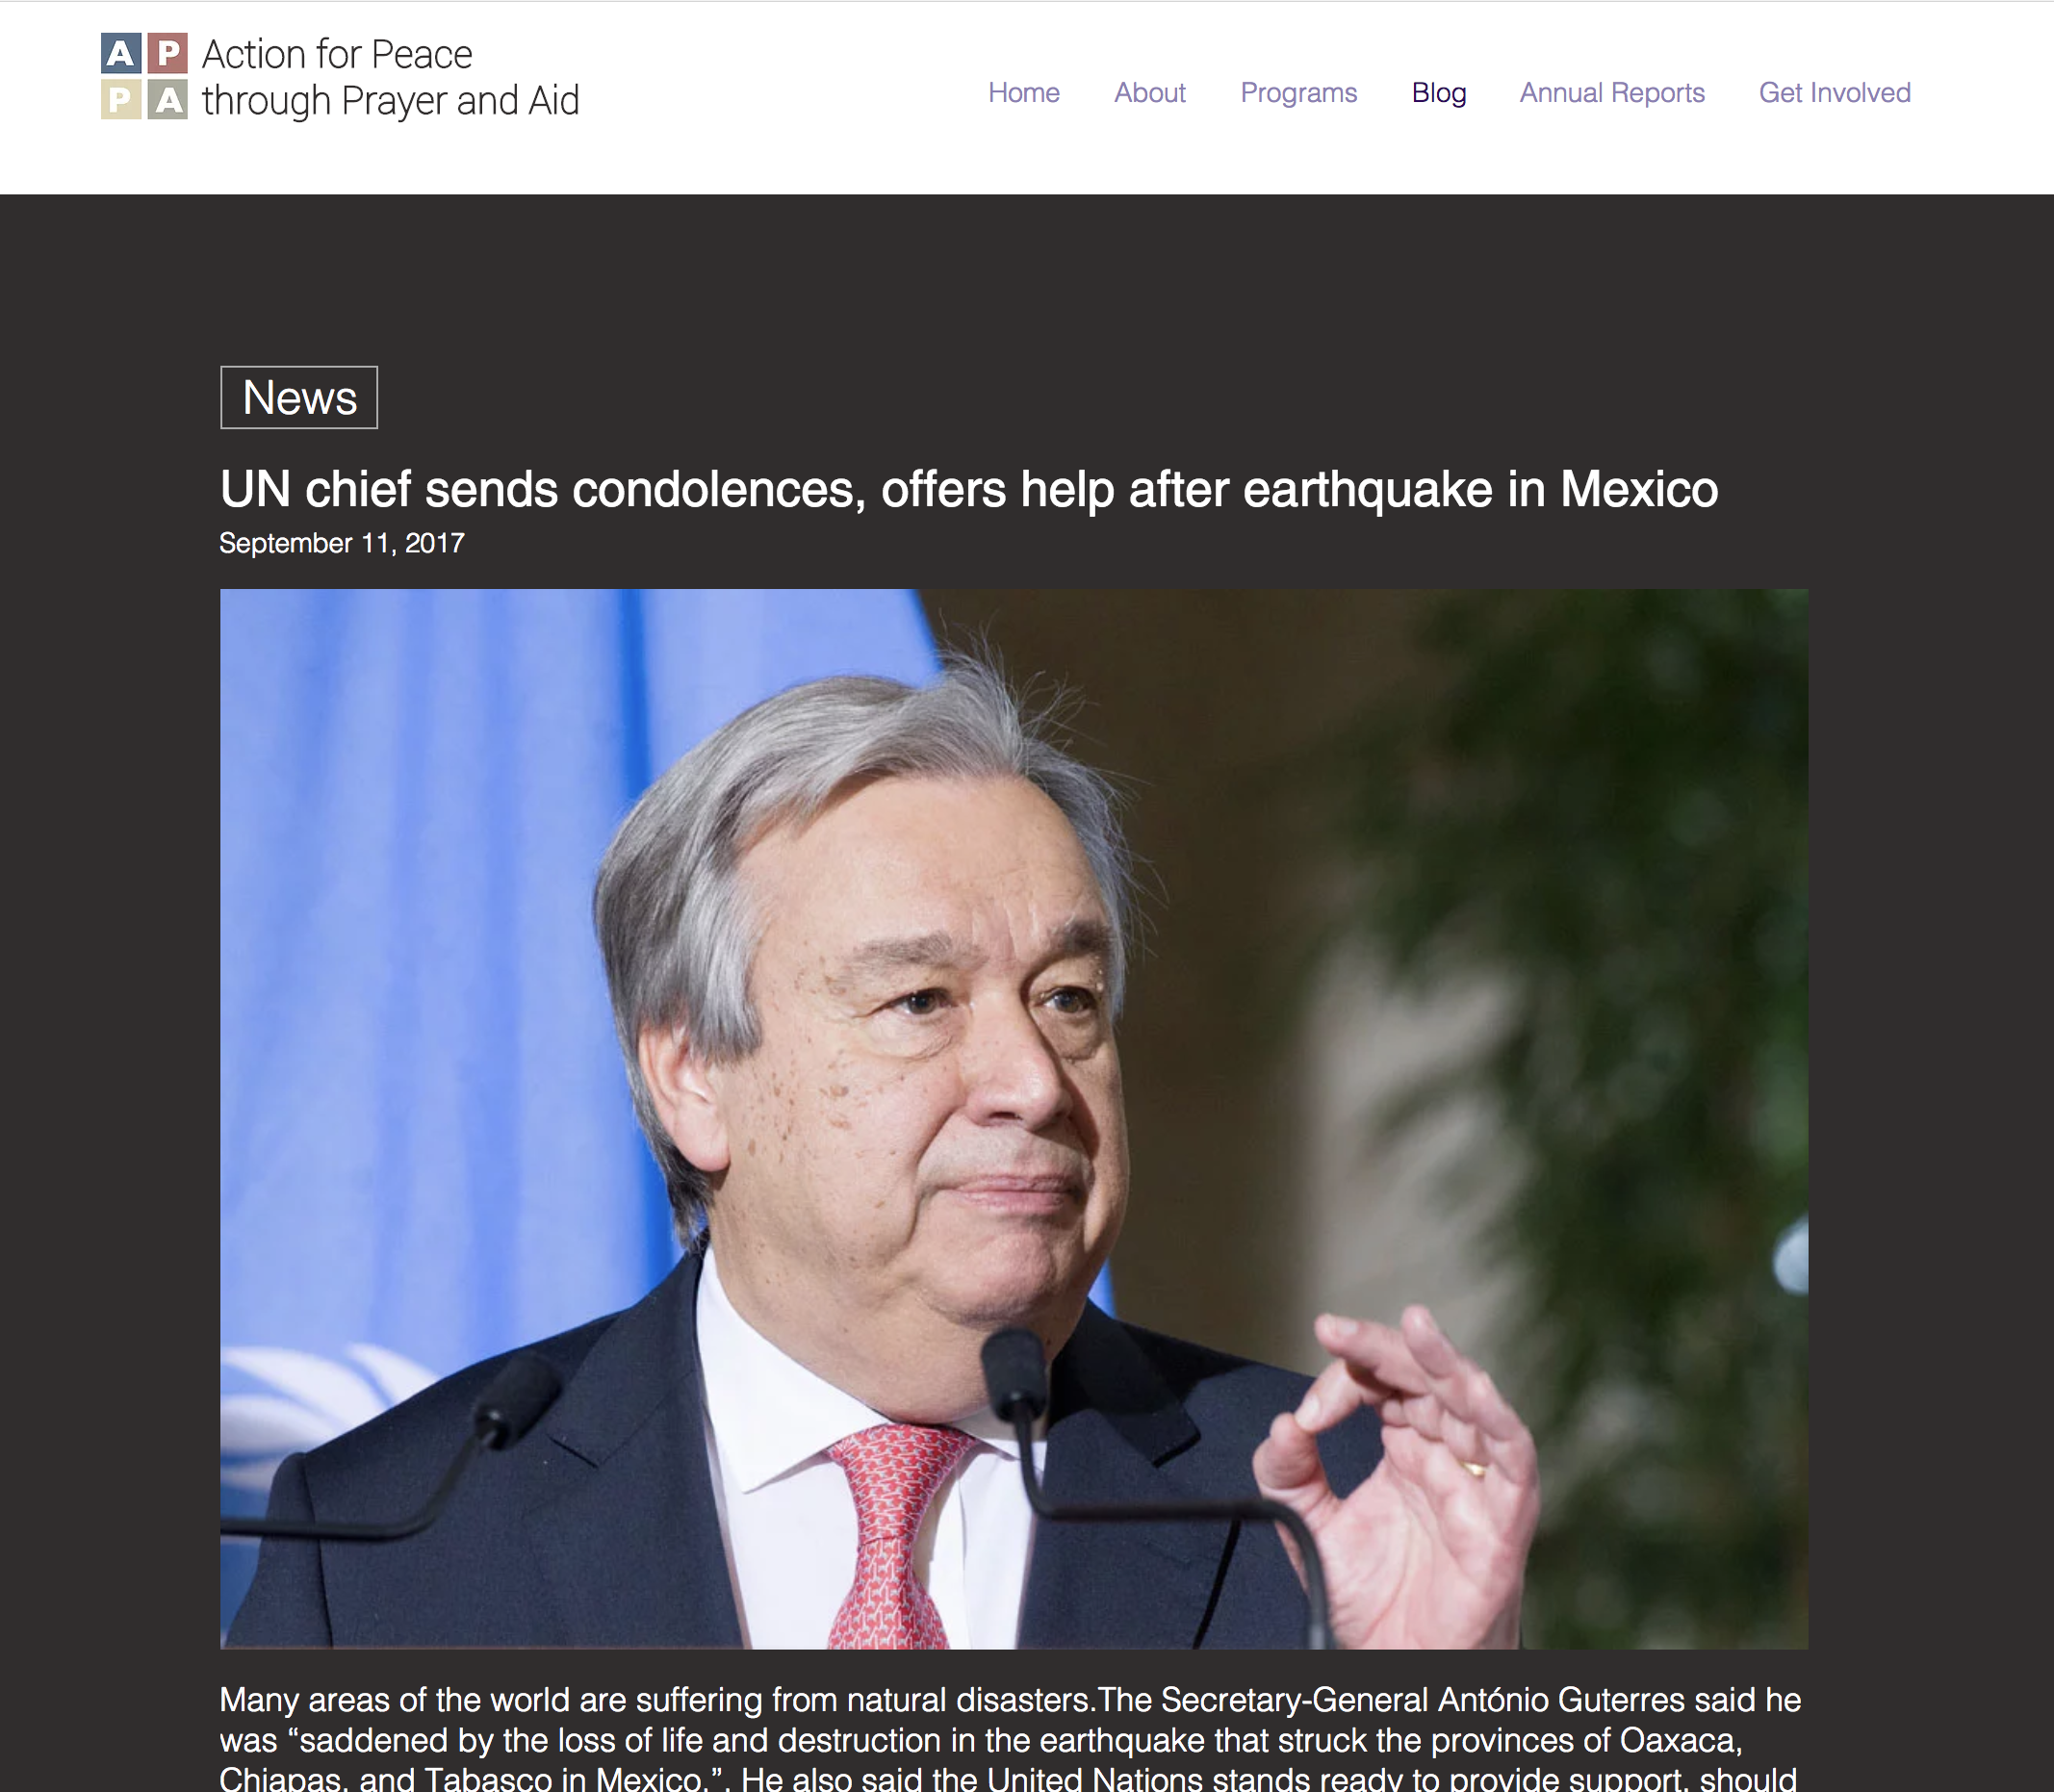 A P
P A
Action for Peace
through Prayer and Aid
Home About Programs Blog Annual Reports Get Involved
News
UN chief sends condolences, offers help after earthquake in Mexico
September 11, 2017
Many areas of the world are suffering from natural disasters.The Secretary-General António Guterres said he
was “saddened by the loss of life and destruction in the earthquake that struck the provinces of Oaxaca,
Chiapas, and Tabasco in Mexico.”. He also said the United Nations stands ready to provide support, should